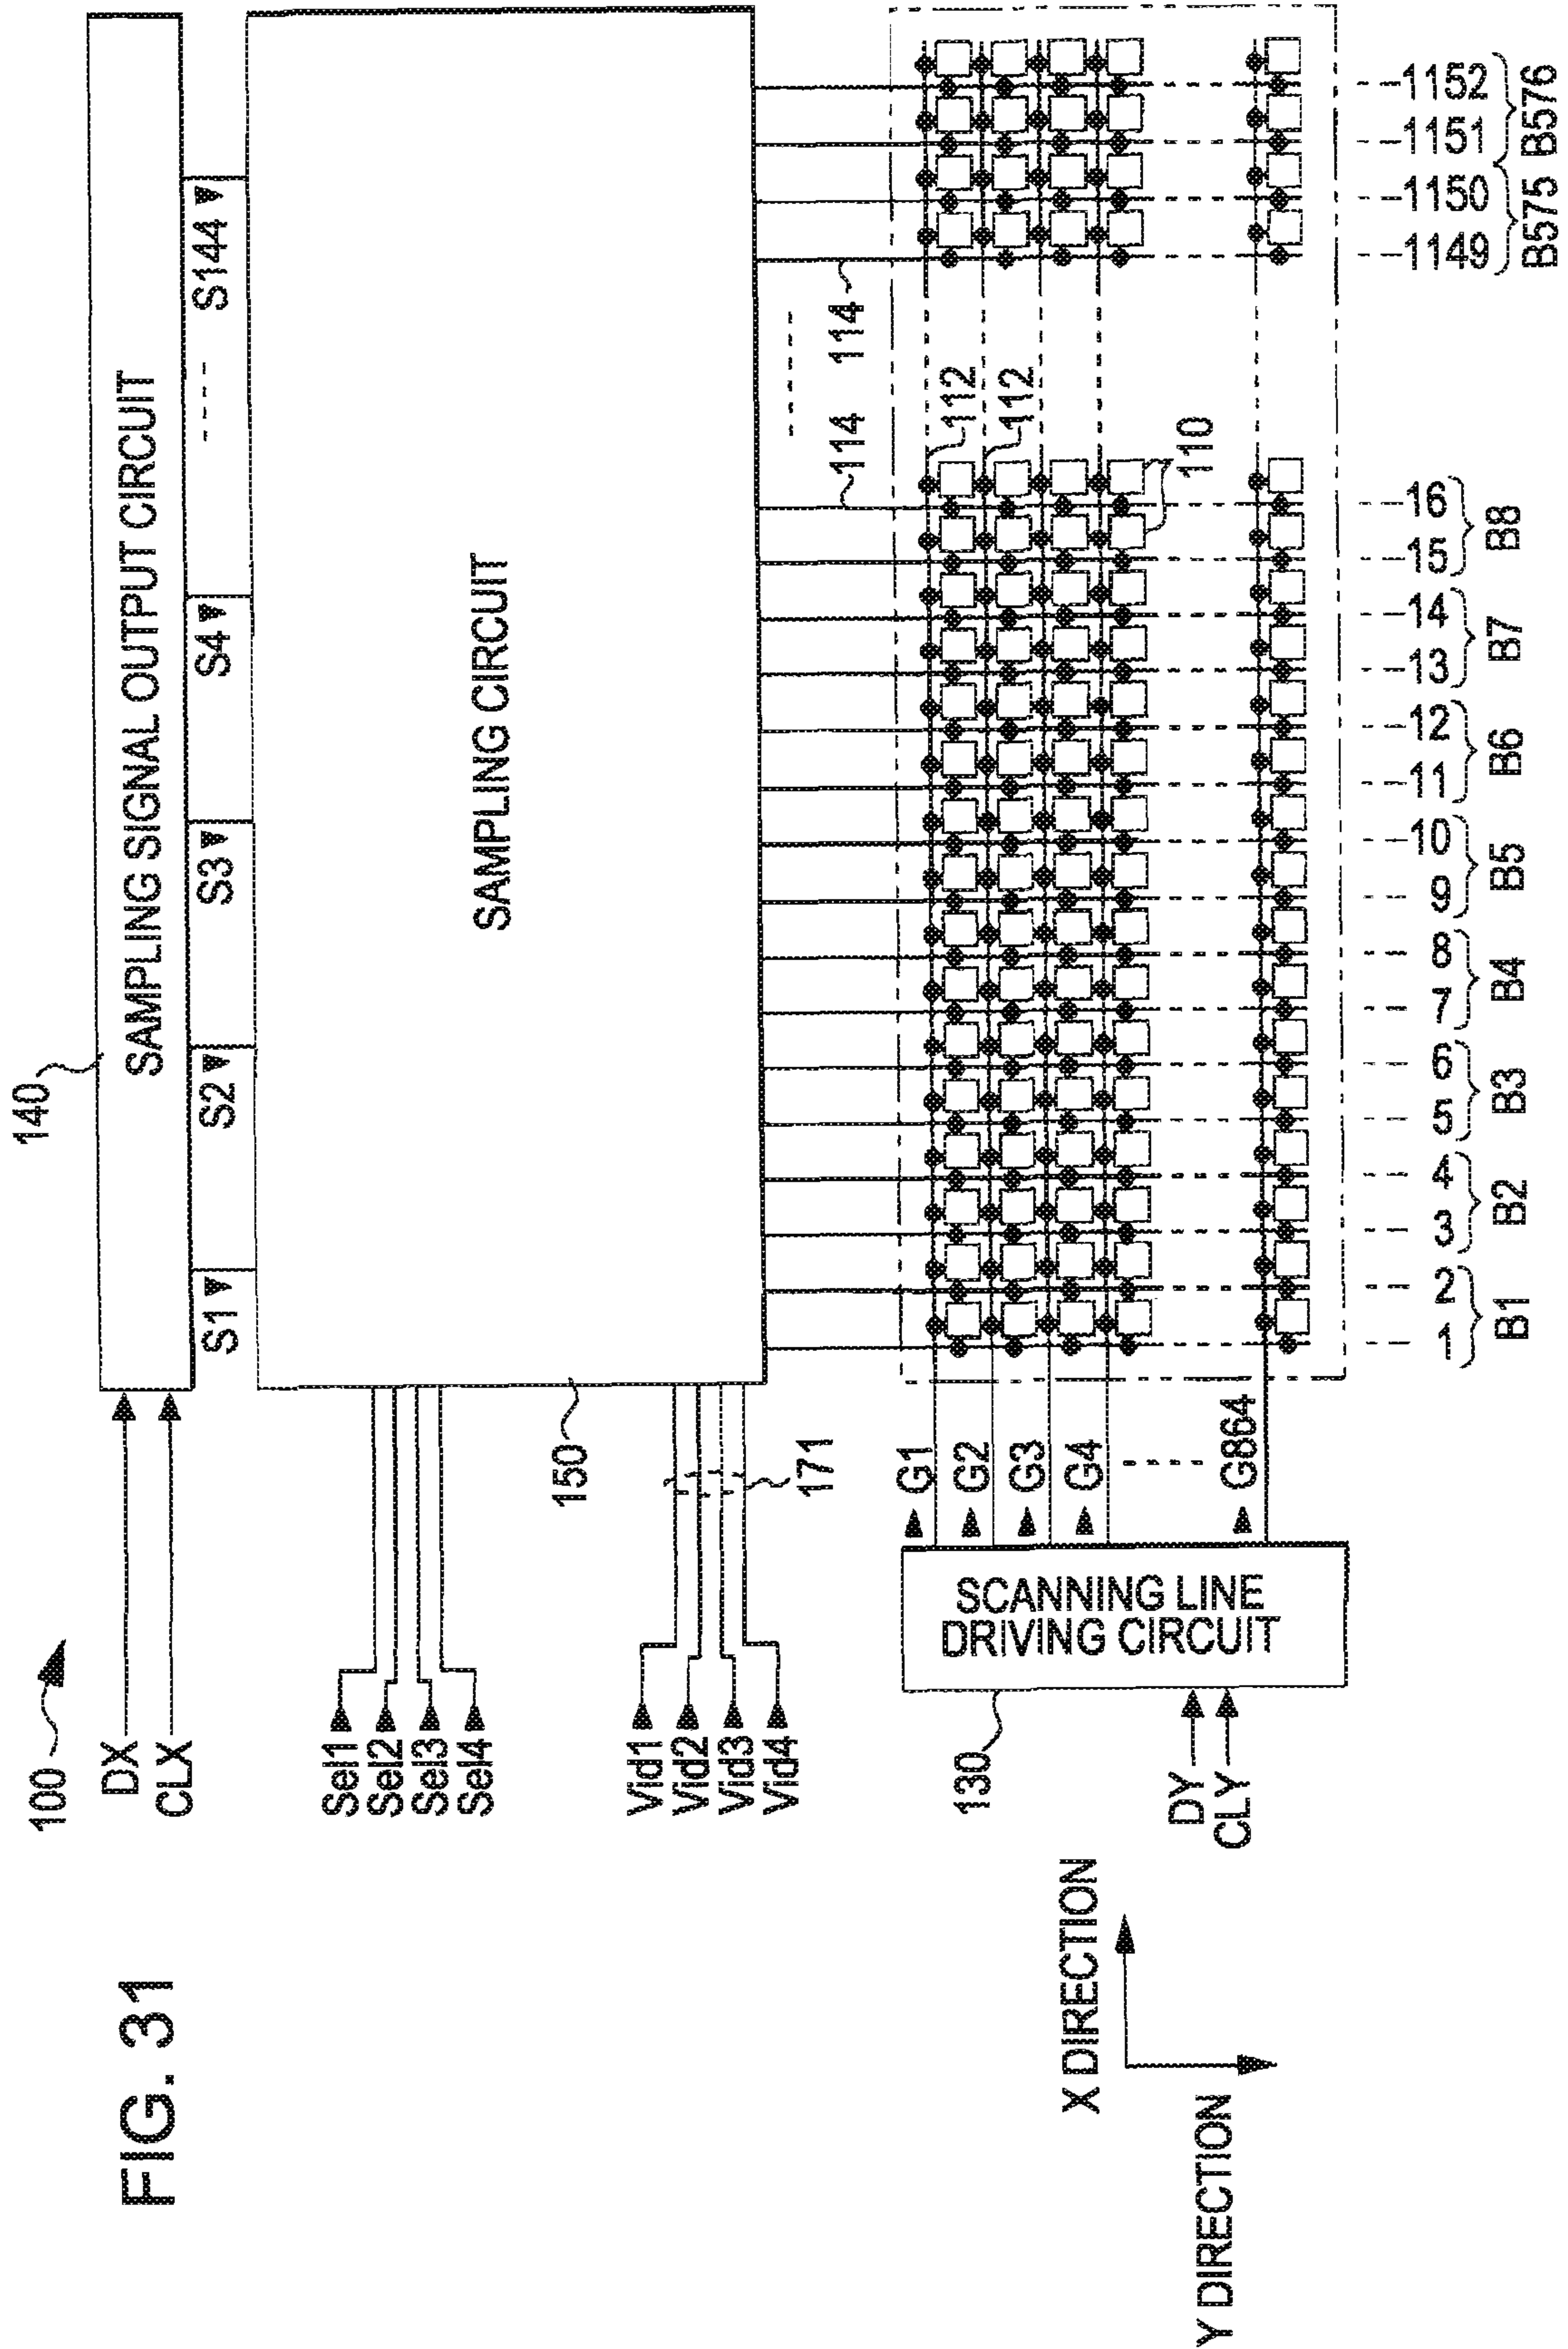 FIG. 31
100
140
DX
CLX
SAMPLING SIGNAL OUTPUT CIRCUIT
S1 S2 S3 S4 ---- S144
Sel1
Sel2
Sel3
Sel4
SAMPLING CIRCUIT
150
Vid1
Vid2
Vid3
Vid4
171
114 114
112
112
110
130
SCANNING LINE
DRIVING CIRCUIT
DY
CLY
G1
G2
G3
G4
G864
X DIRECTION
Y DIRECTION
1 2 3 4 5 6 7 8 9 10 11 12 13 14 15 16 1149 1150 1151 1152
B1 B2 B3 B4 B5 B6 B7 B8 B575 B576